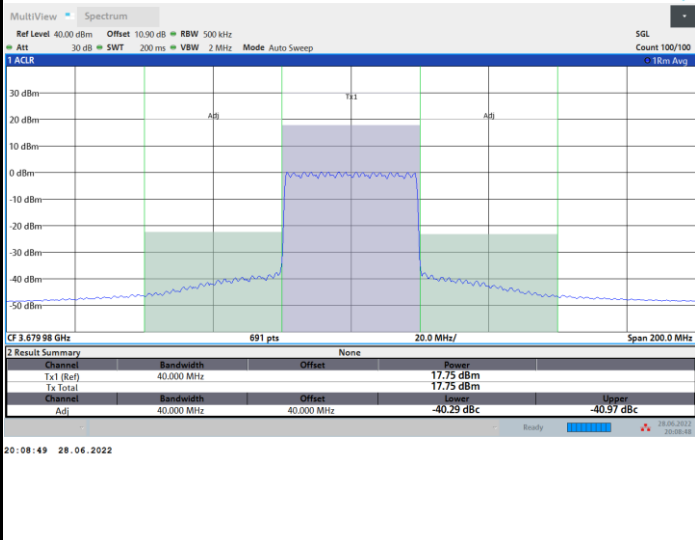 MultiView Spectrum
Ref Level 40.00 dBm Offset 10.90 dB RBW 500 kHz SGL
Att 30 dB SWT 200 ms VBW 2 MHz Mode Auto Sweep Count 100/100
1 ACLR 1Rm Avg
30 dBm
Tx1
20 dBm Adj Adj
10 dBm
0 dBm
-10 dBm
-20 dBm
-30 dBm
-40 dBm
-50 dBm
CF 3.679 98 GHz 691 pts 20.0 MHz/ Span 200.0 MHz
2 Result Summary None
Channel Bandwidth Offset Power
Tx1 (Ref) 40.000 MHz 17.75 dBm
Tx Total 17.75 dBm
Channel Bandwidth Offset Lower Upper
Adj 40.000 MHz 40.000 MHz -40.29 dBc -40.97 dBc
Ready 28.06.2022
20:08:48
20:08:49 28.06.2022